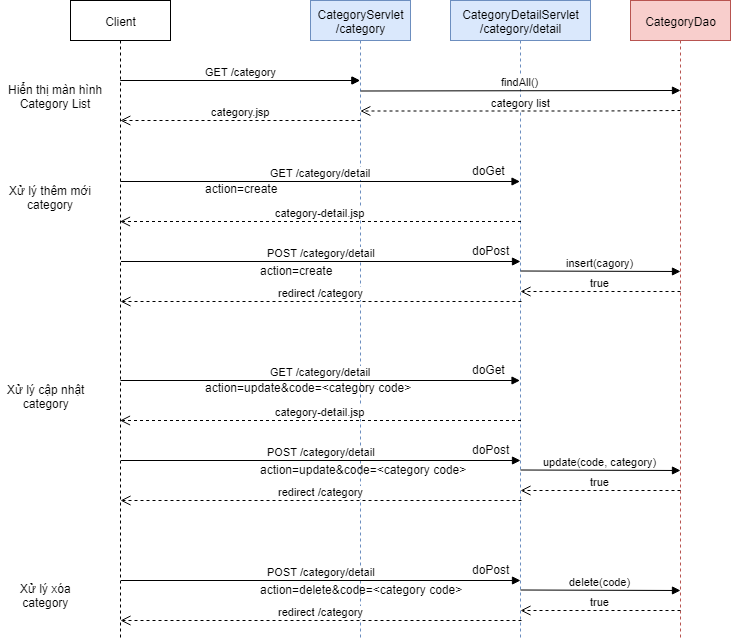 Client
CategoryServlet
/category
CategoryDetailServlet
/category/detail
CategoryDao
Hiển thị màn hình
Category List
GET /category
findAll()
category list
category.jsp
Xử lý thêm mới
category
GET /category/detail
doGet
action=create
category-detail.jsp
POST /category/detail
doPost
action=create
insert(cagory)
true
redirect /category
Xử lý cập nhật
category
GET /category/detail
doGet
action=update&code=<category code>
category-detail.jsp
POST /category/detail
doPost
action=update&code=<category code>
update(code, category)
true
redirect /category
Xử lý xóa
category
POST /category/detail
doPost
action=delete&code=<category code>
delete(code)
true
redirect /category